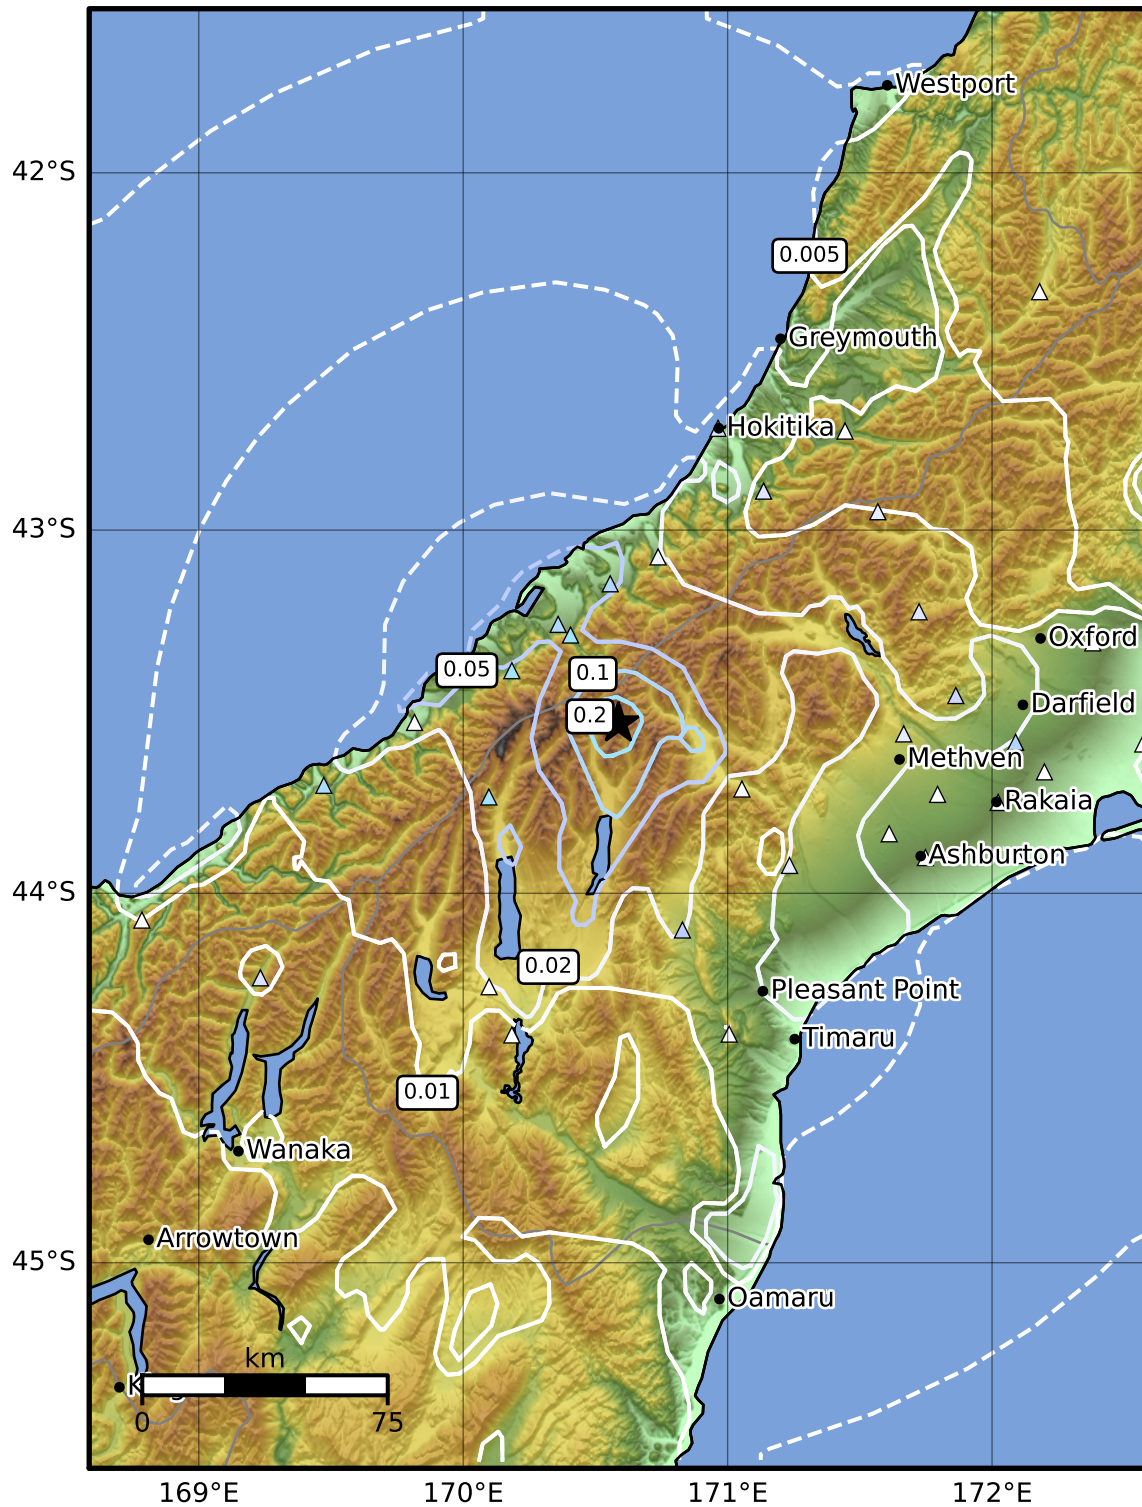 Westport
42°S
0.005
Greymouth
Hokitika
43°S
Oxford
0.05
0.1
0.2
Darfield
Methven
Rakaia
Ashburton
44°S
0.02
Pleasant Point
Timaru
0.01
Wanaka
Arrowtown
45°S
Oamaru
km
0
75
169°E
170°E
171°E
172°E